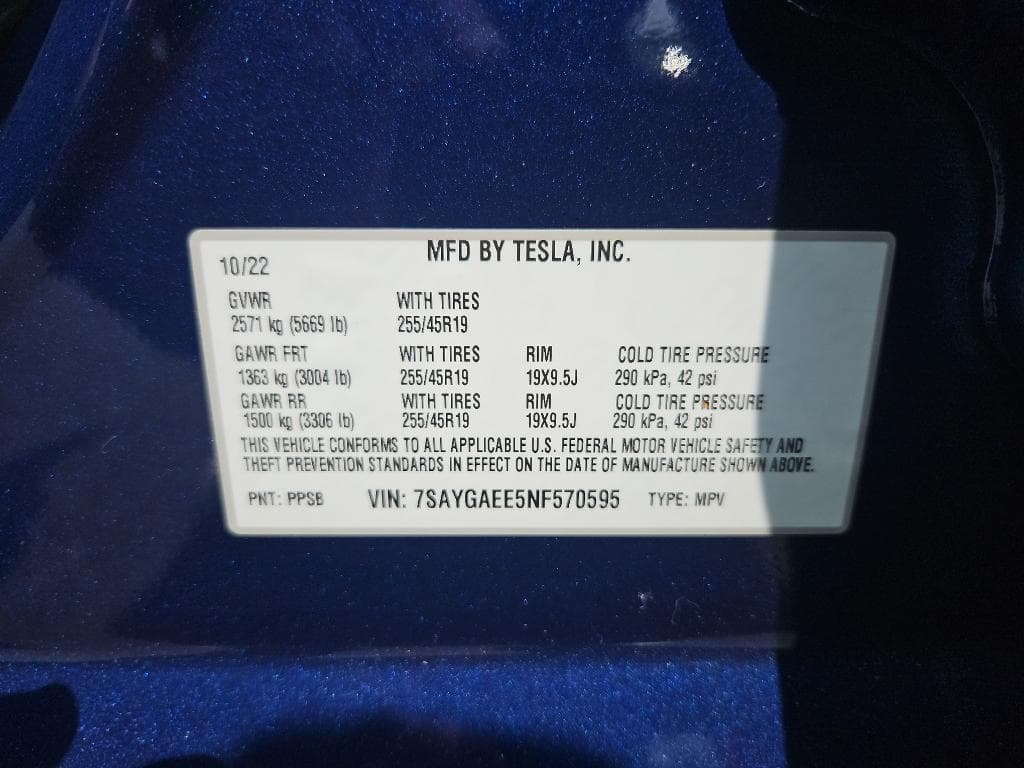 MFD BY TESLA, INC.
10/22
GVWR WITH TIRES
2571 kg (5669 lb) 255/45R19
GAWR FRT WITH TIRES RIM COLD TIRE PRESSURE
1363 kg (3004 lb) 255/45R19 19X9.5J 290 kPa, 42 psi
GAWR RR WITH TIRES RIM COLD TIRE PRESSURE
1500 kg (3306 lb) 255/45R19 19X9.5J 290 kPa, 42 psi
THIS VEHICLE CONFORMS TO ALL APPLICABLE U.S. FEDERAL MOTOR VEHICLE SAFETY AND
THEFT PREVENTION STANDARDS IN EFFECT ON THE DATE OF MANUFACTURE SHOWN ABOVE.
PNT: PPSB VIN: 7SAYGAEE5NF570595 TYPE: MPV